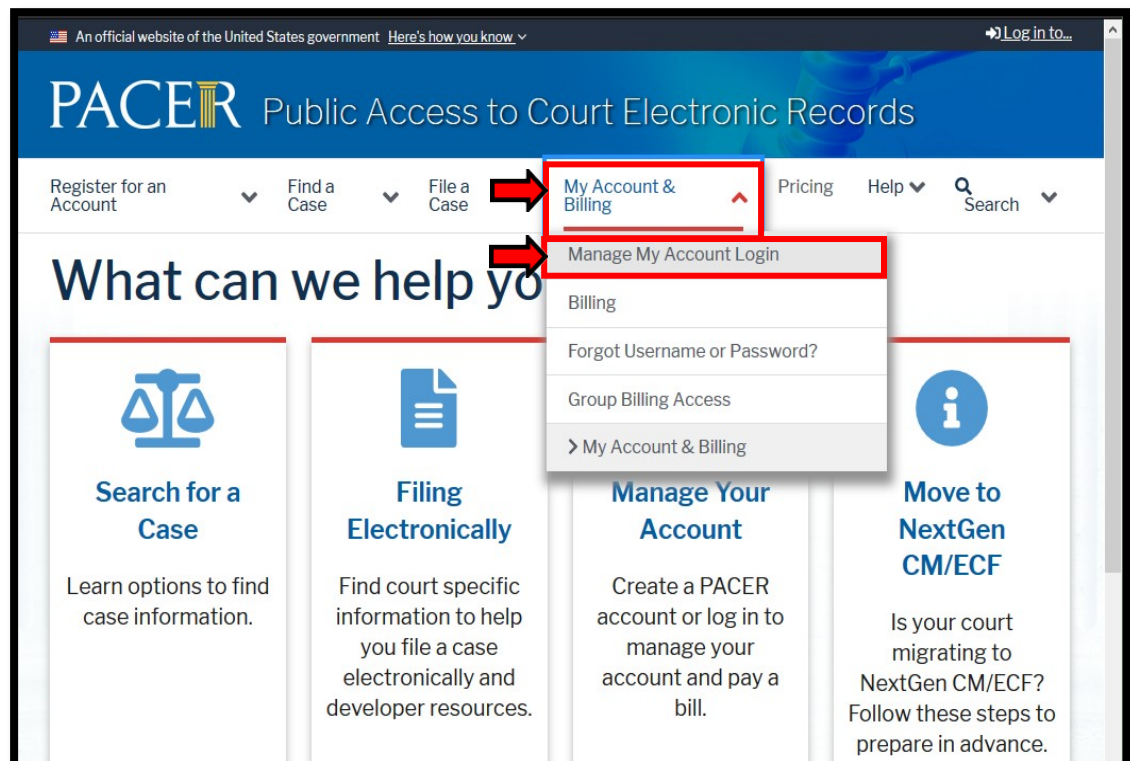 An official website of the United States government Here's how you know
Log in to...
PACER Public Access to Court Electronic Records
Register for an
Account
Find a
Case
File a
Case
My Account &
Billing
Pricing
Help
Search
What can we help yo
Manage My Account Login
Billing
Forgot Username or Password?
Group Billing Access
My Account & Billing
Search for a
Case
Learn options to find
case information.
Filing
Electronically
Find court specific
information to help
you file a case
electronically and
developer resources.
Manage Your
Account
Create a PACER
account or log in to
manage your
account and pay a
bill.
Move to
NextGen
CM/ECF
Is your court
migrating to
NextGen CM/ECF?
Follow these steps to
prepare in advance.